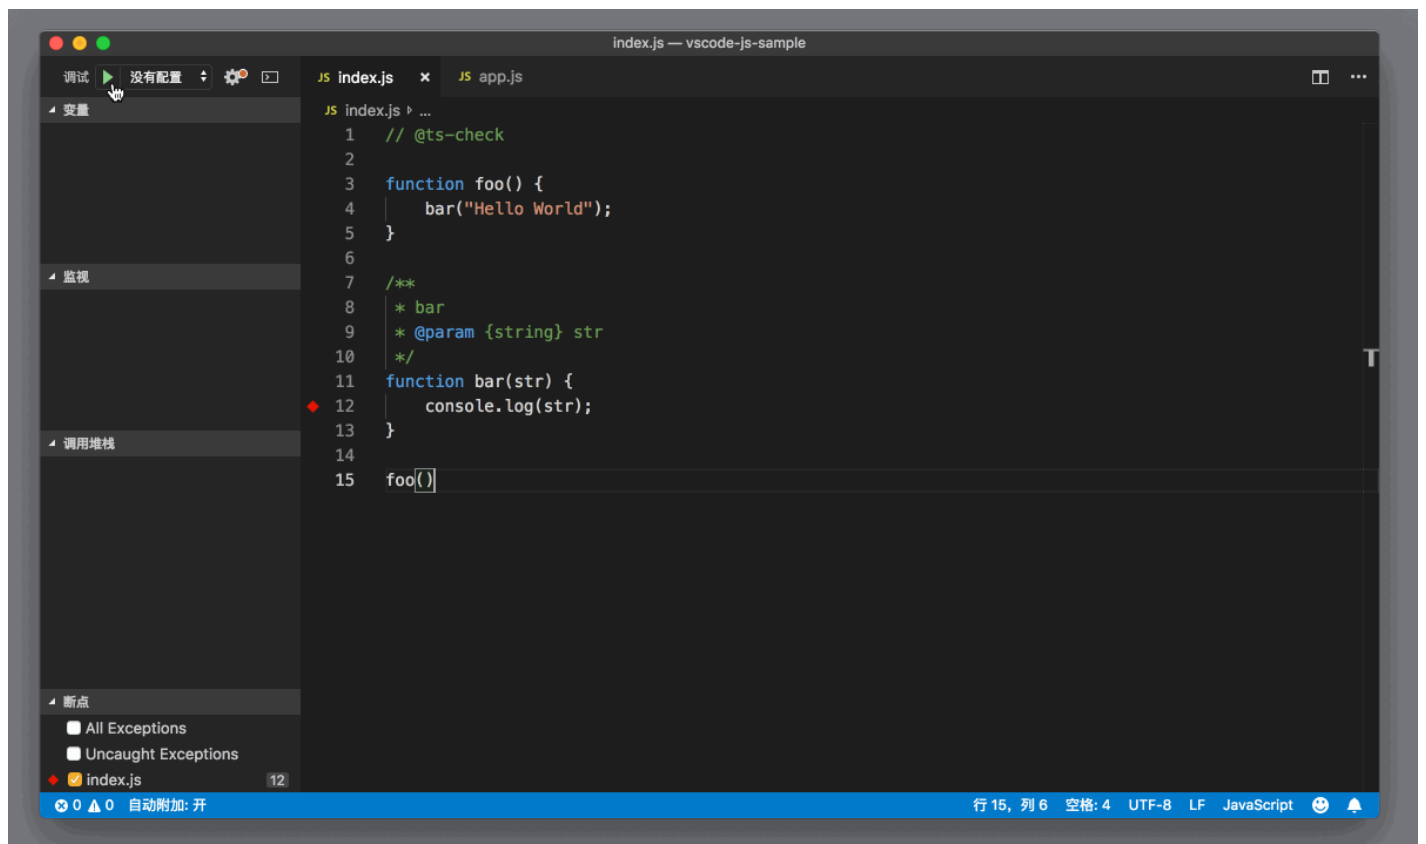 index.js — vscode-js-sample
调试 没有配置
JS index.js × JS app.js
变量
JS index.js ▹ ...
1 // @ts-check
2
3 function foo() {
4 bar("Hello World");
5 }
6
监视
7 /**
8 * bar
9 * @param {string} str
10 */
11 function bar(str) {
12 console.log(str);
13 }
调用堆栈
14
15 foo()
断点
All Exceptions
Uncaught Exceptions
index.js 12
0 0 自动附加: 开 行 15，列 6 空格: 4 UTF-8 LF JavaScript